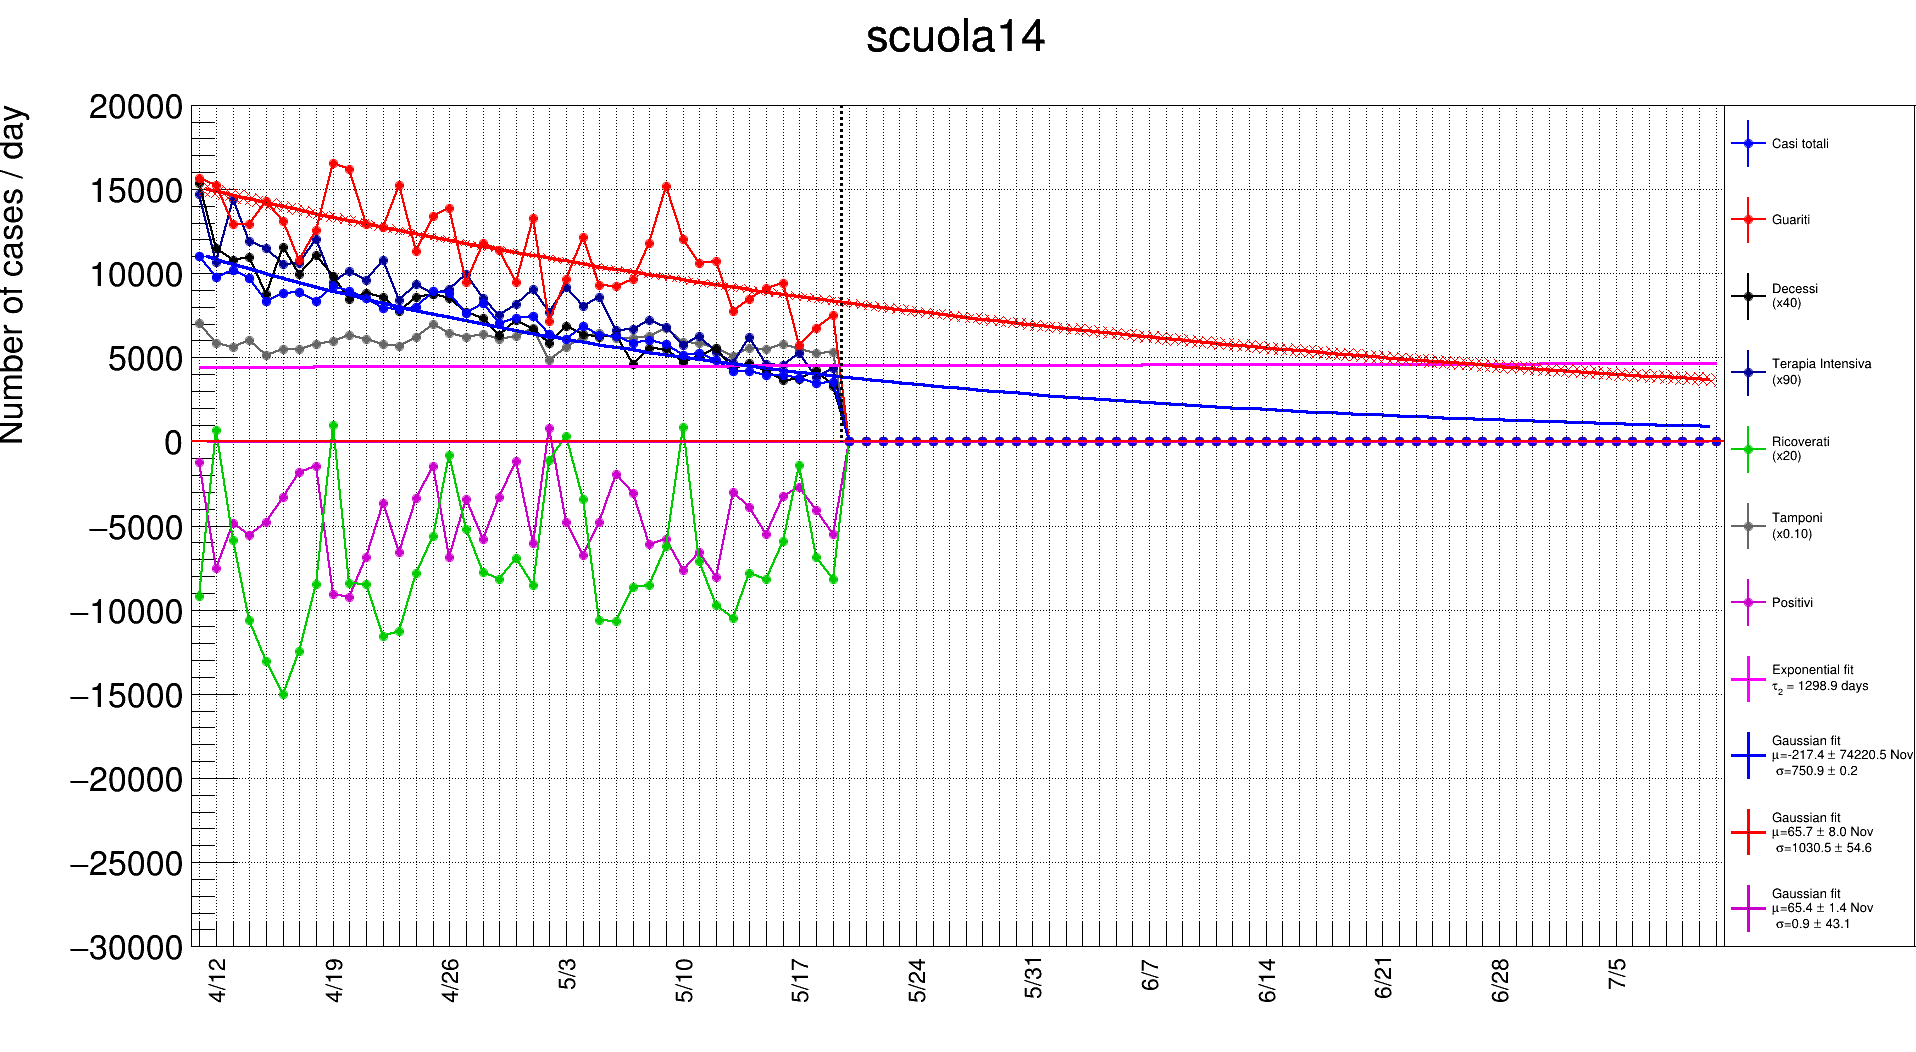 scuola14
Number of cases / day
20000
15000
10000
5000
0
−5000
−10000
−15000
−20000
−25000
−30000
4/12
4/19
4/26
5/3
5/10
5/17
5/24
5/31
6/7
6/14
6/21
6/28
7/5
Casi totali
Guariti
Decessi
(x40)
Terapia Intensiva
(x90)
Ricoverati
(x20)
Tamponi
(x0.10)
Positivi
Exponential fit
τ2 = 1298.9 days
Gaussian fit
μ=-217.4 ± 74220.5 Nov
σ=750.9 ± 0.2
Gaussian fit
μ=65.7 ± 8.0 Nov
σ=1030.5 ± 54.6
Gaussian fit
μ=65.4 ± 1.4 Nov
σ=0.9 ± 43.1